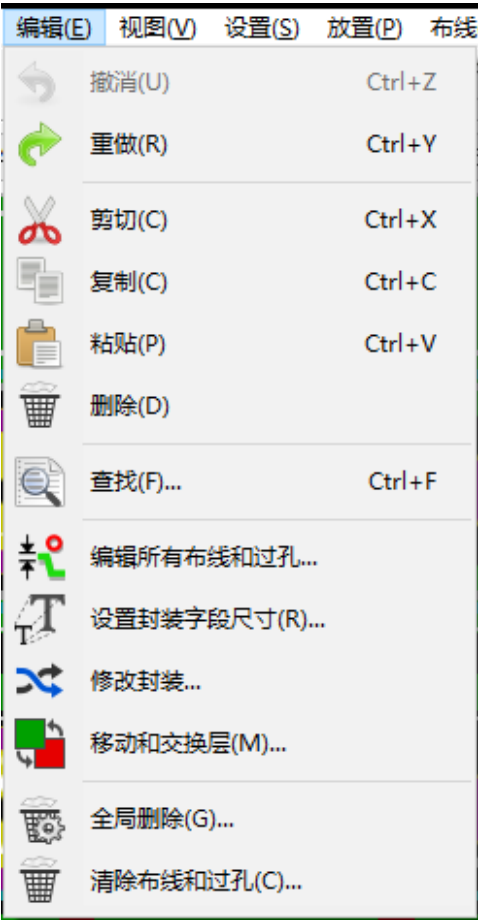 编辑(E) 视图(V) 设置(S) 放置(P) 布线
撤消(U) Ctrl+Z
重做(R) Ctrl+Y
剪切(C) Ctrl+X
复制(C) Ctrl+C
粘贴(P) Ctrl+V
删除(D)
查找(F)... Ctrl+F
编辑所有布线和过孔...
设置封装字段尺寸(R)...
修改封装...
移动和交换层(M)...
全局删除(G)...
清除布线和过孔(C)...